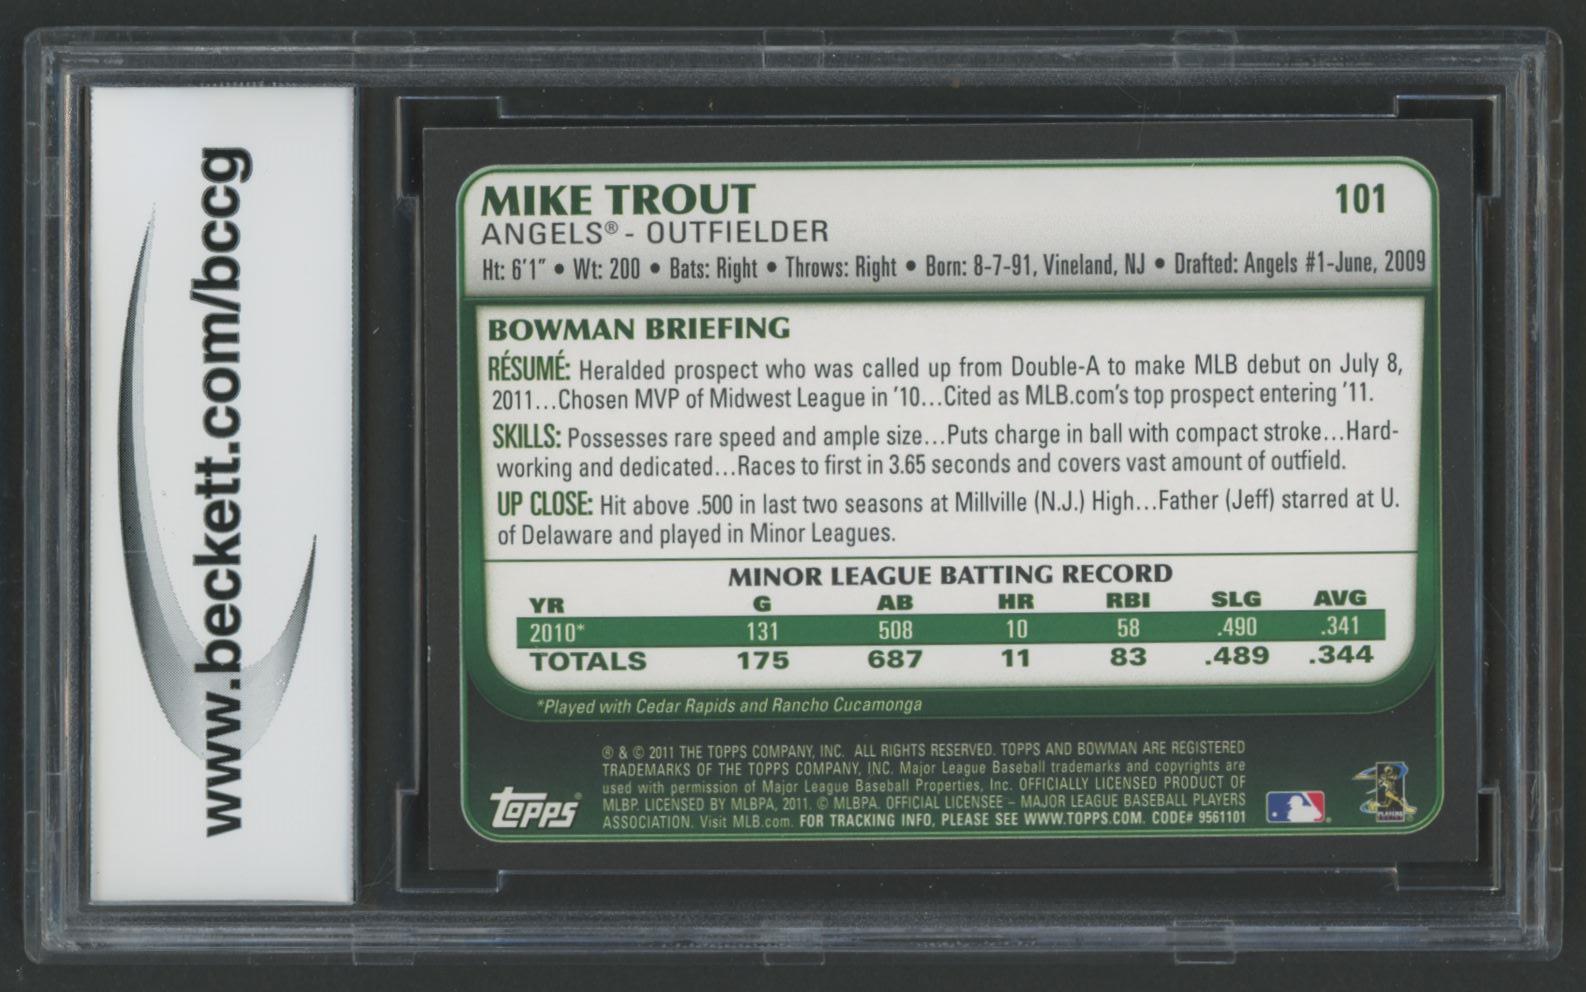 www.beckett.com/bccg
MIKE TROUT 101
ANGELS® - OUTFIELDER
Ht: 6'1" • Wt: 200 • Bats: Right • Throws: Right • Born: 8-7-91, Vineland, NJ • Drafted: Angels #1-June, 2009
BOWMAN BRIEFING
RÉSUMÉ: Heralded prospect who was called up from Double-A to make MLB debut on July 8,
2011...Chosen MVP of Midwest League in '10...Cited as MLB.com's top prospect entering '11.
SKILLS: Possesses rare speed and ample size...Puts charge in ball with compact stroke...Hard-
working and dedicated...Races to first in 3.65 seconds and covers vast amount of outfield.
UP CLOSE: Hit above .500 in last two seasons at Millville (N.J.) High...Father (Jeff) starred at U.
of Delaware and played in Minor Leagues.
MINOR LEAGUE BATTING RECORD
YR G AB HR RBI SLG AVG
2010* 131 508 10 58 .490 .341
TOTALS 175 687 11 83 .489 .344
*Played with Cedar Rapids and Rancho Cucamonga
® & © 2011 THE TOPPS COMPANY, INC. ALL RIGHTS RESERVED. TOPPS AND BOWMAN ARE REGISTERED
TRADEMARKS OF THE TOPPS COMPANY, INC. Major League Baseball trademarks and copyrights are
used with permission of Major League Baseball Properties, Inc. OFFICIALLY LICENSED PRODUCT OF
MLBP. LICENSED BY MLBPA, 2011. © MLBPA. OFFICIAL LICENSEE – MAJOR LEAGUE BASEBALL PLAYERS
ASSOCIATION. Visit MLB.com. FOR TRACKING INFO, PLEASE SEE WWW.TOPPS.COM. CODE# 9561101
Topps®
PLAYERS